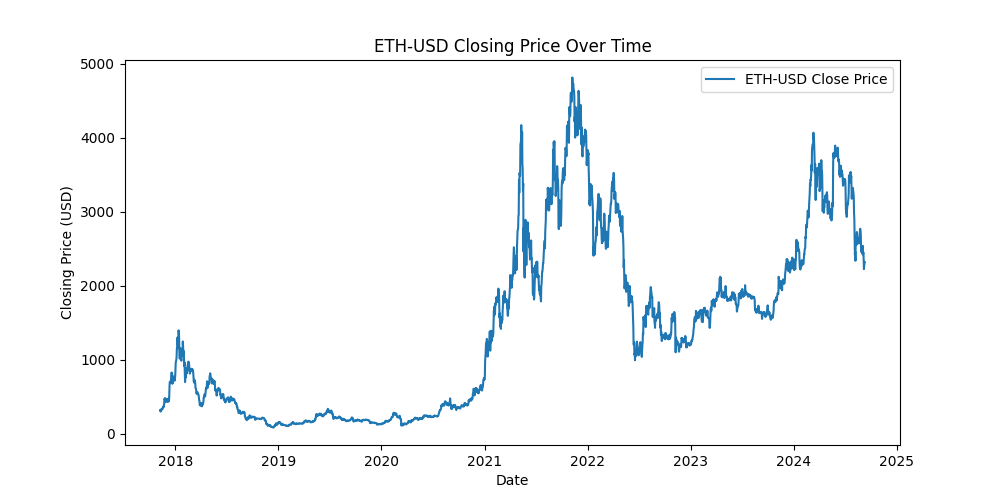 ETH-USD Closing Price Over Time
ETH-USD Close Price
Closing Price (USD)
5000
4000
3000
2000
1000
0
2018 2019 2020 2021 2022 2023 2024 2025
Date